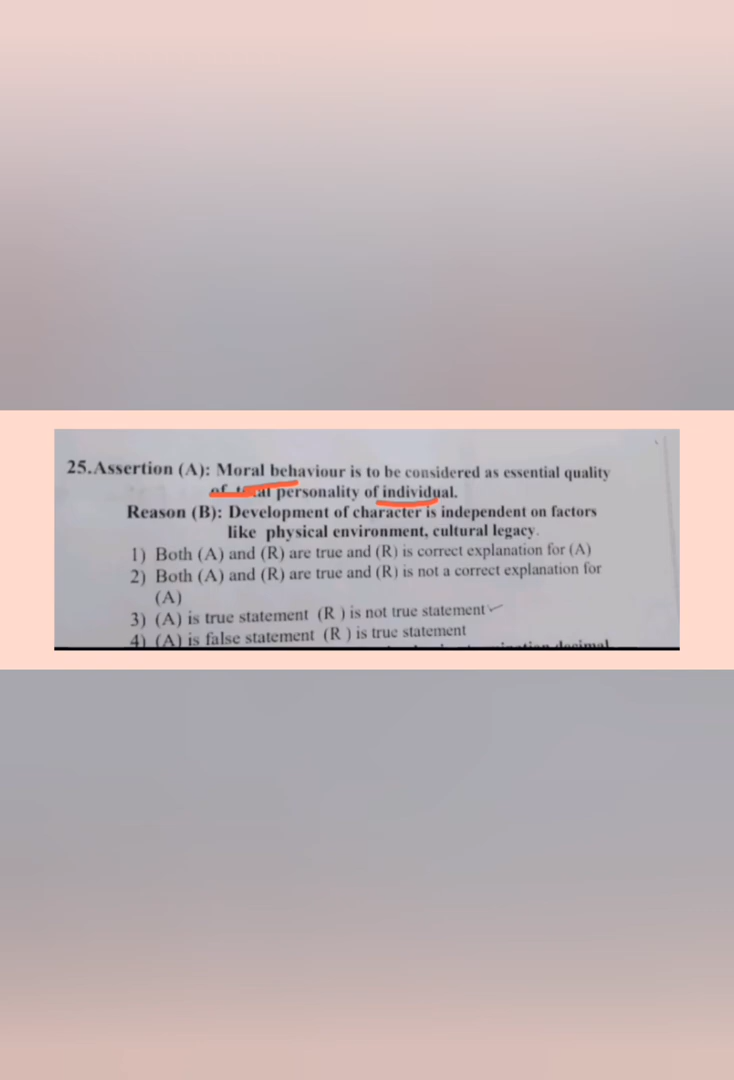 25.Assertion (A): Moral behaviour is to be considered as essential quality
of total personality of individual.
Reason (B): Development of character is independent on factors
like physical environment, cultural legacy.
1) Both (A) and (R) are true and (R) is correct explanation for (A)
2) Both (A) and (R) are true and (R) is not a correct explanation for
(A)
3) (A) is true statement (R ) is not true statement
4) (A) is false statement (R ) is true statement
decimal